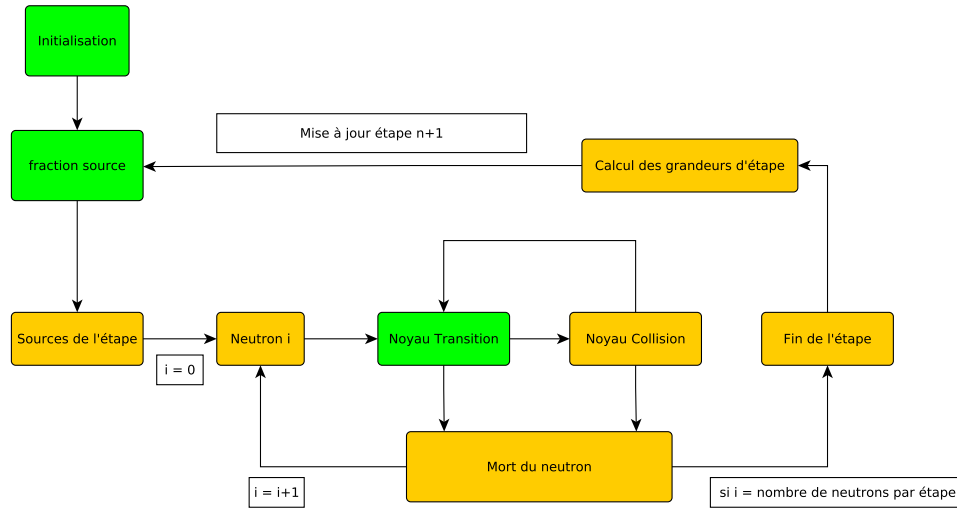 Initialisation
Mise à jour étape n+1
fraction source
Calcul des grandeurs d'étape
Sources de l'étape
Neutron i
Noyau Transition
Noyau Collision
Fin de l'étape
i = 0
Mort du neutron
i = i+1
si i = nombre de neutrons par étape